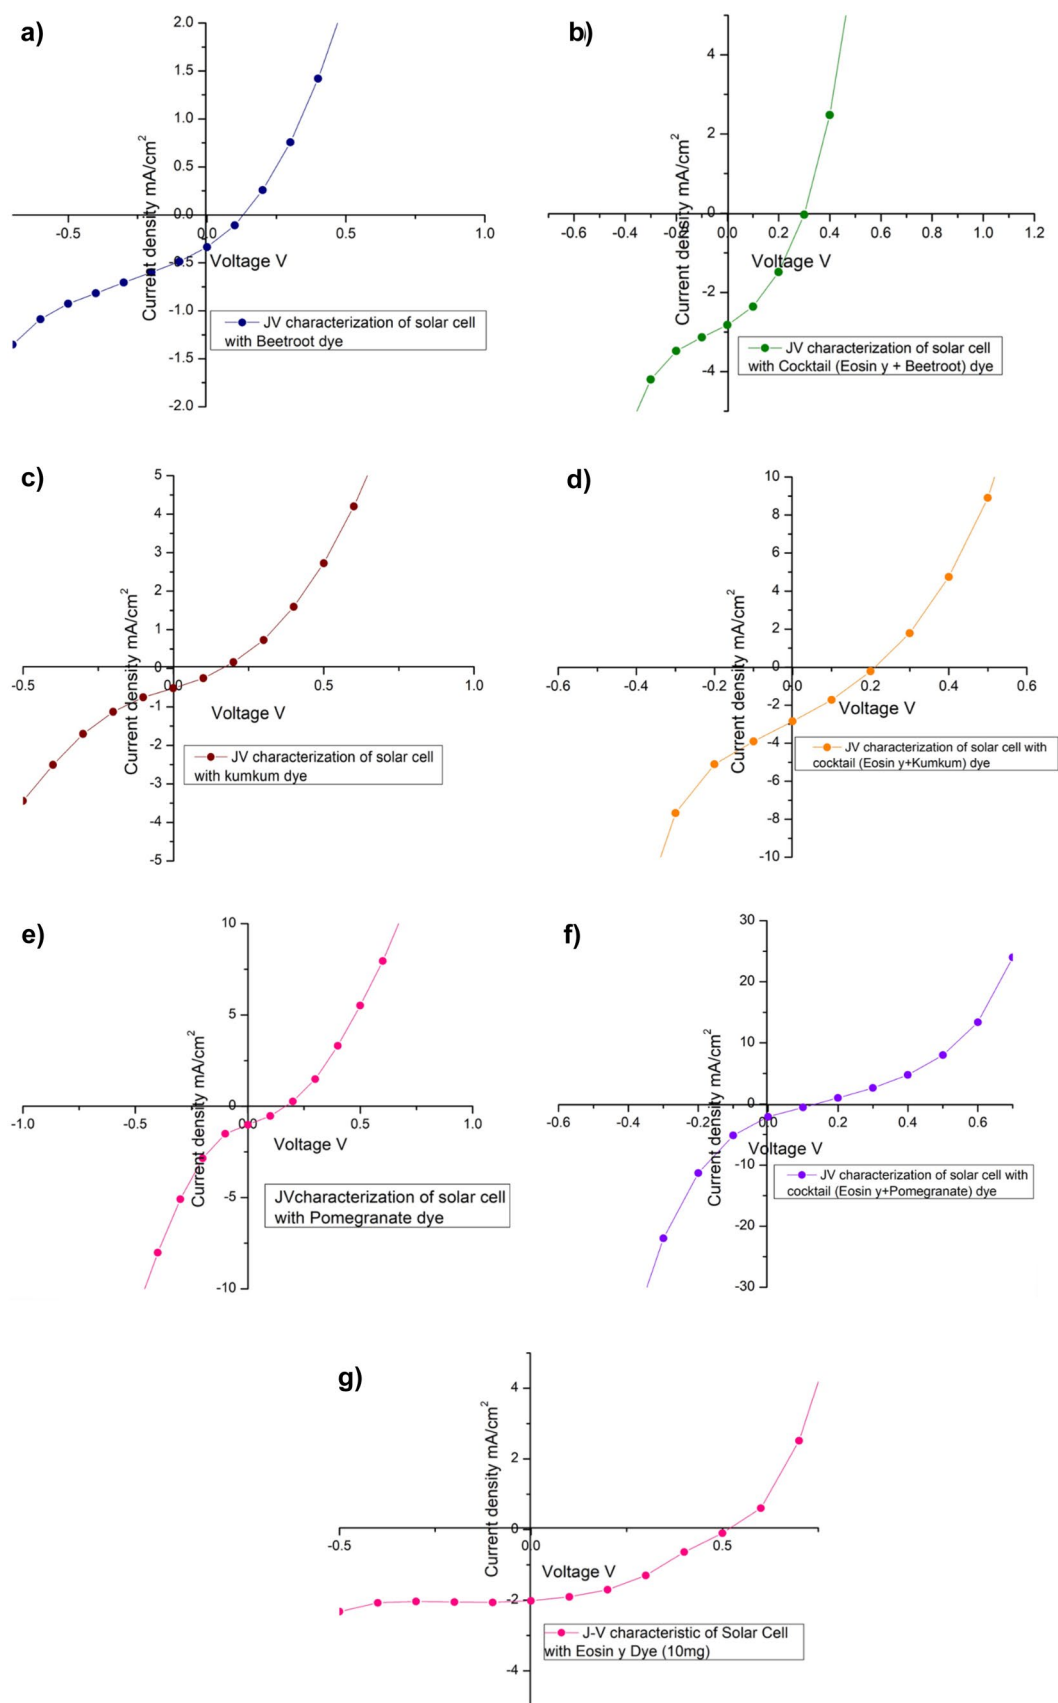 a)
2.0
1.5
1.0
0.5
0.0
-0.5
-1.0
-1.5
-2.0
-0.5 0.0 0.5 1.0
Current density mA/cm2
Voltage V
JV characterization of solar cell
with Beetroot dye
b)
4
2
0
-2
-4
-0.6 -0.4 -0.2 0.0 0.2 0.4 0.6 0.8 1.0 1.2
Current density mA/cm2
Voltage V
JV characterization of solar cell
with Cocktail (Eosin y + Beetroot) dye
c)
5
4
3
2
1
0
-1
-2
-3
-4
-5
-0.5 0.0 0.5 1.0
Current density mA/cm2
Voltage V
JV characterization of solar cell
with kumkum dye
d)
10
8
6
4
2
0
-2
-4
-6
-8
-10
-0.6 -0.4 -0.2 0.0 0.2 0.4 0.6
Current density mA/cm2
Voltage V
JV characterization of solar cell with
cocktail (Eosin y+Kumkum) dye
e)
10
5
0
-5
-10
-1.0 -0.5 0.0 0.5 1.0
Current density mA/cm2
Voltage V
JVcharacterization of solar cell
with Pomegranate dye
f)
30
20
10
0
-10
-20
-30
-0.6 -0.4 -0.2 0.0 0.2 0.4 0.6
Current density mA/cm2
Voltage V
JV characterization of solar cell with
cocktail (Eosin y+Pomegranate) dye
g)
4
2
0
-2
-4
-0.5 0.0 0.5
Current density mA/cm2
Voltage V
J-V characteristic of Solar Cell
with Eosin y Dye (10mg)